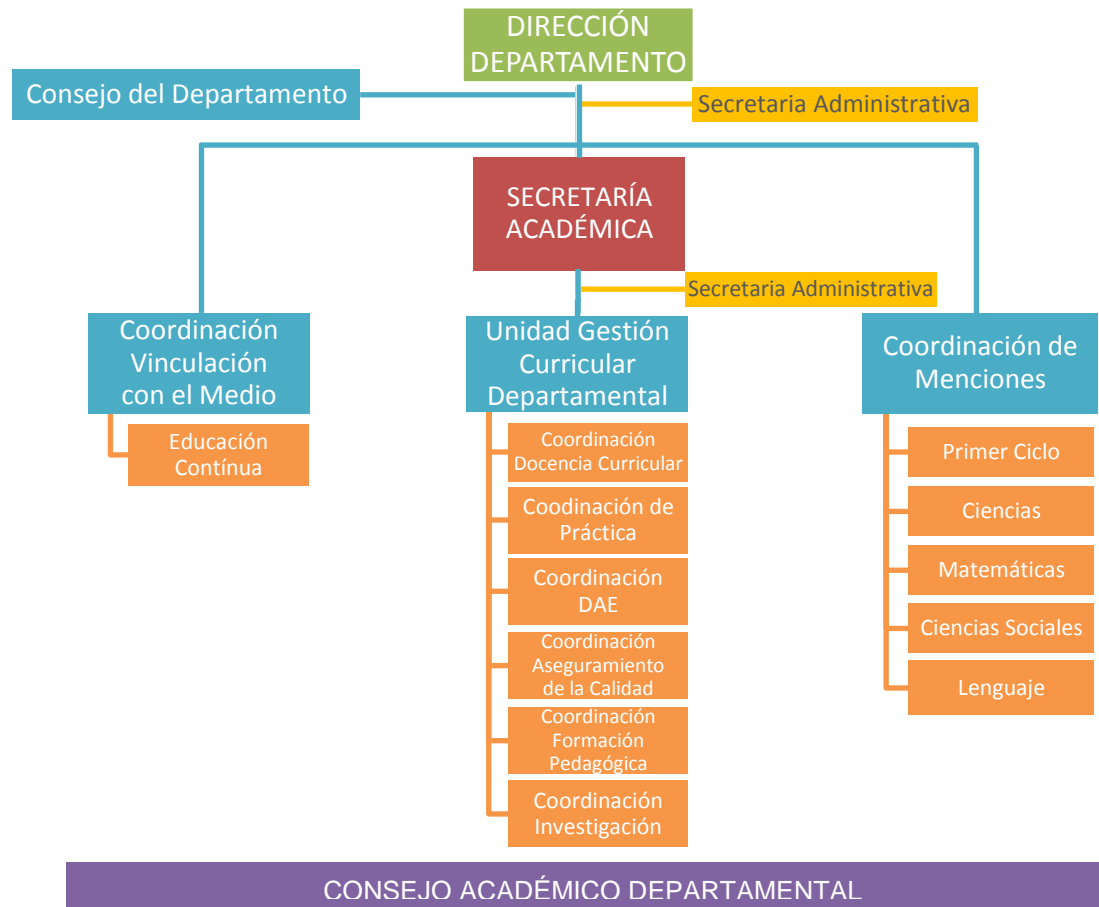 DIRECCIÓN
DEPARTAMENTO
Consejo del Departamento
Secretaria Administrativa
SECRETARÍA
ACADÉMICA
Secretaria Administrativa
Coordinación
Vinculación
con el Medio
Educación
Contínua
Unidad Gestión
Curricular
Departamental
Coordinación
Docencia Curricular
Coodinación de
Práctica
Coordinación
DAE
Coordinación
Aseguramiento
de la Calidad
Coordinación
Formación
Pedagógica
Coordinación
Investigación
Coordinación de
Menciones
Primer Ciclo
Ciencias
Matemáticas
Ciencias Sociales
Lenguaje
CONSEJO ACADÉMICO DEPARTAMENTAL